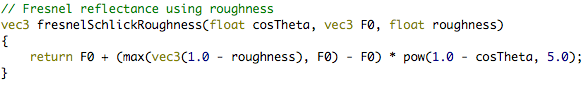 // Fresnel reflectance using roughness
vec3 fresnelSchlickRoughness(float cosTheta, vec3 F0, float roughness)
{
    return F0 + (max(vec3(1.0 - roughness), F0) - F0) * pow(1.0 - cosTheta, 5.0);
}